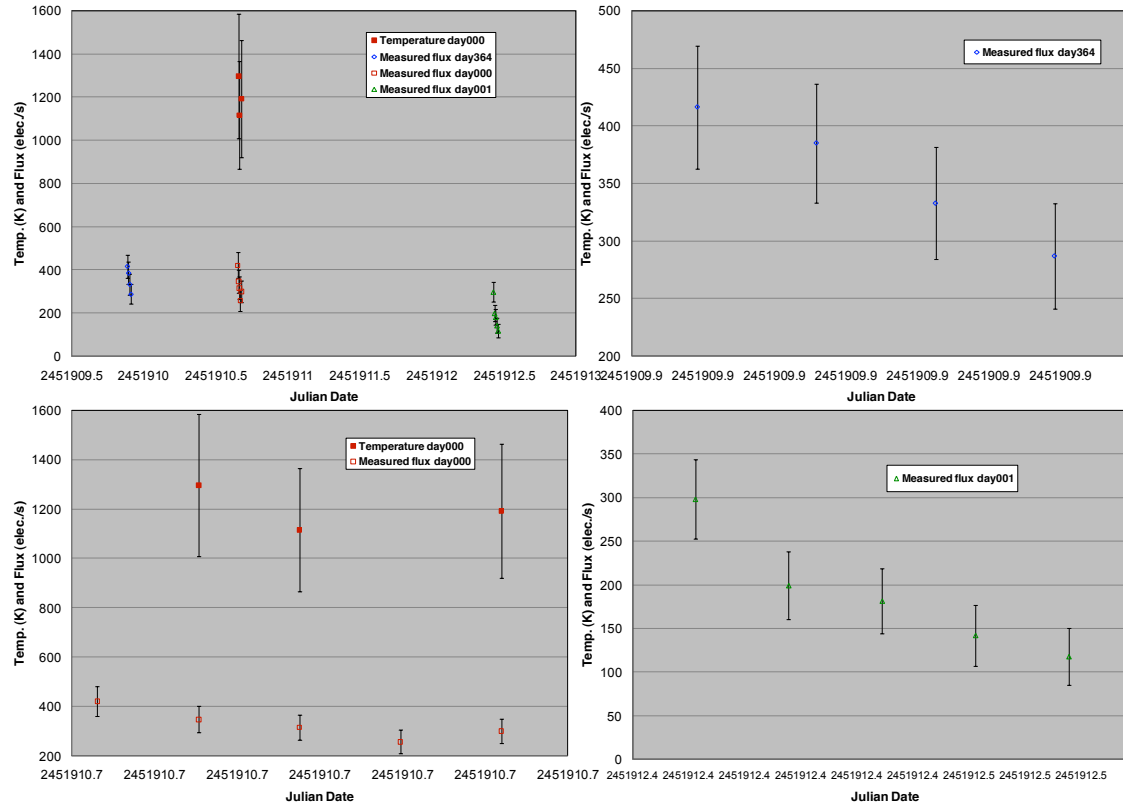 1600
1400
1200
1000
800
600
400
200
0
Temp. (K) and Flux (elec./s)
Temperature day000
Measured flux day364
Measured flux day000
Measured flux day001
2451909.5 2451910 2451910.5 2451911 2451911.5 2451912 2451912.5 2451913
Julian Date
500
450
400
350
300
250
200
Temp. (K) and Flux (elec./s)
Measured flux day364
2451909.9 2451909.9 2451909.9 2451909.9 2451909.9 2451909.9 2451909.9
Julian Date
1600
1400
1200
1000
800
600
400
200
Temp. (K) and Flux (elec./s)
Temperature day000
Measured flux day000
2451910.7 2451910.7 2451910.7 2451910.7 2451910.7 2451910.7 2451910.7
Julian Date
400
350
300
250
200
150
100
50
0
Temp. (K) and Flux (elec./s)
Measured flux day001
2451912.4 2451912.4 2451912.4 2451912.4 2451912.4 2451912.5 2451912.5 2451912.5
Julian Date